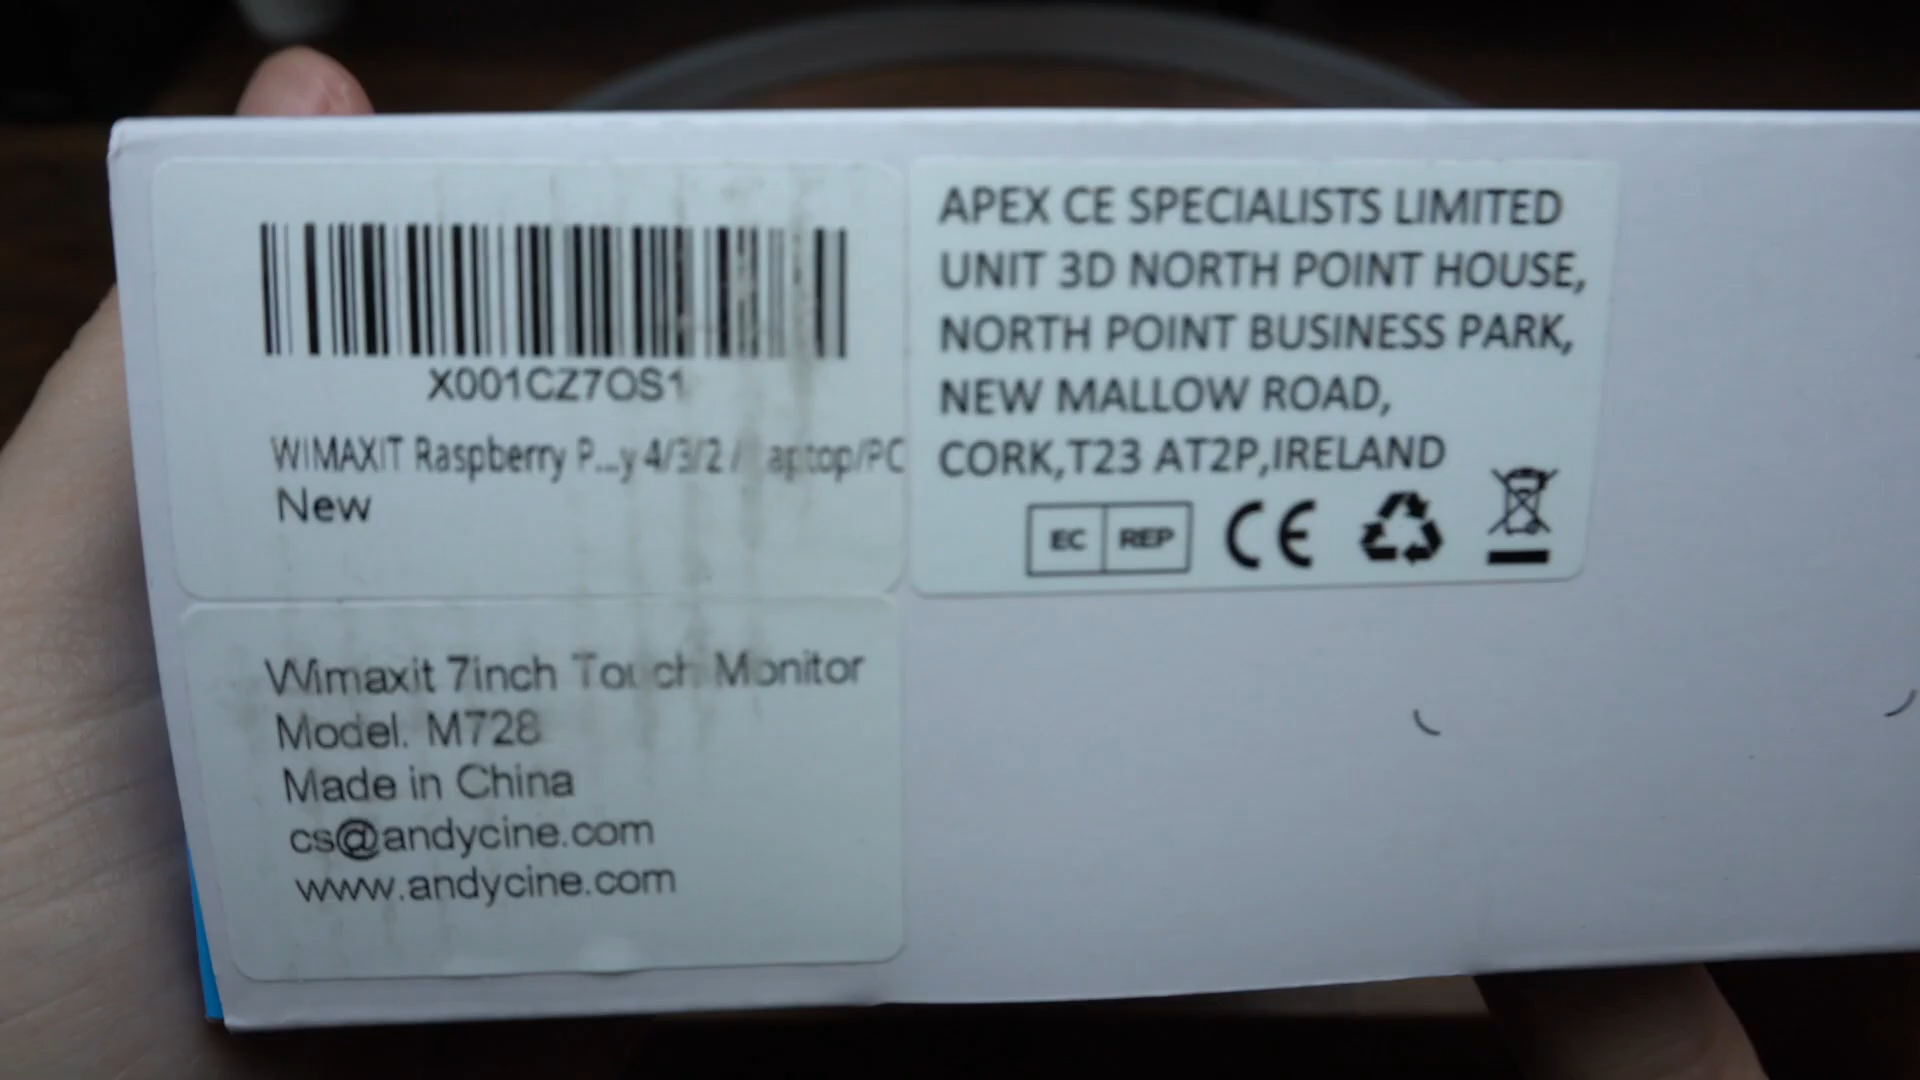 X001CZ7OS1
WIMAXIT Raspberry P...y 4/3/2 / Laptop/PC
New
Wimaxit 7inch Touch Monitor
Model. M728
Made in China
cs@andycine.com
www.andycine.com
APEX CE SPECIALISTS LIMITED
UNIT 3D NORTH POINT HOUSE,
NORTH POINT BUSINESS PARK,
NEW MALLOW ROAD,
CORK,T23 AT2P,IRELAND
EC REP CE